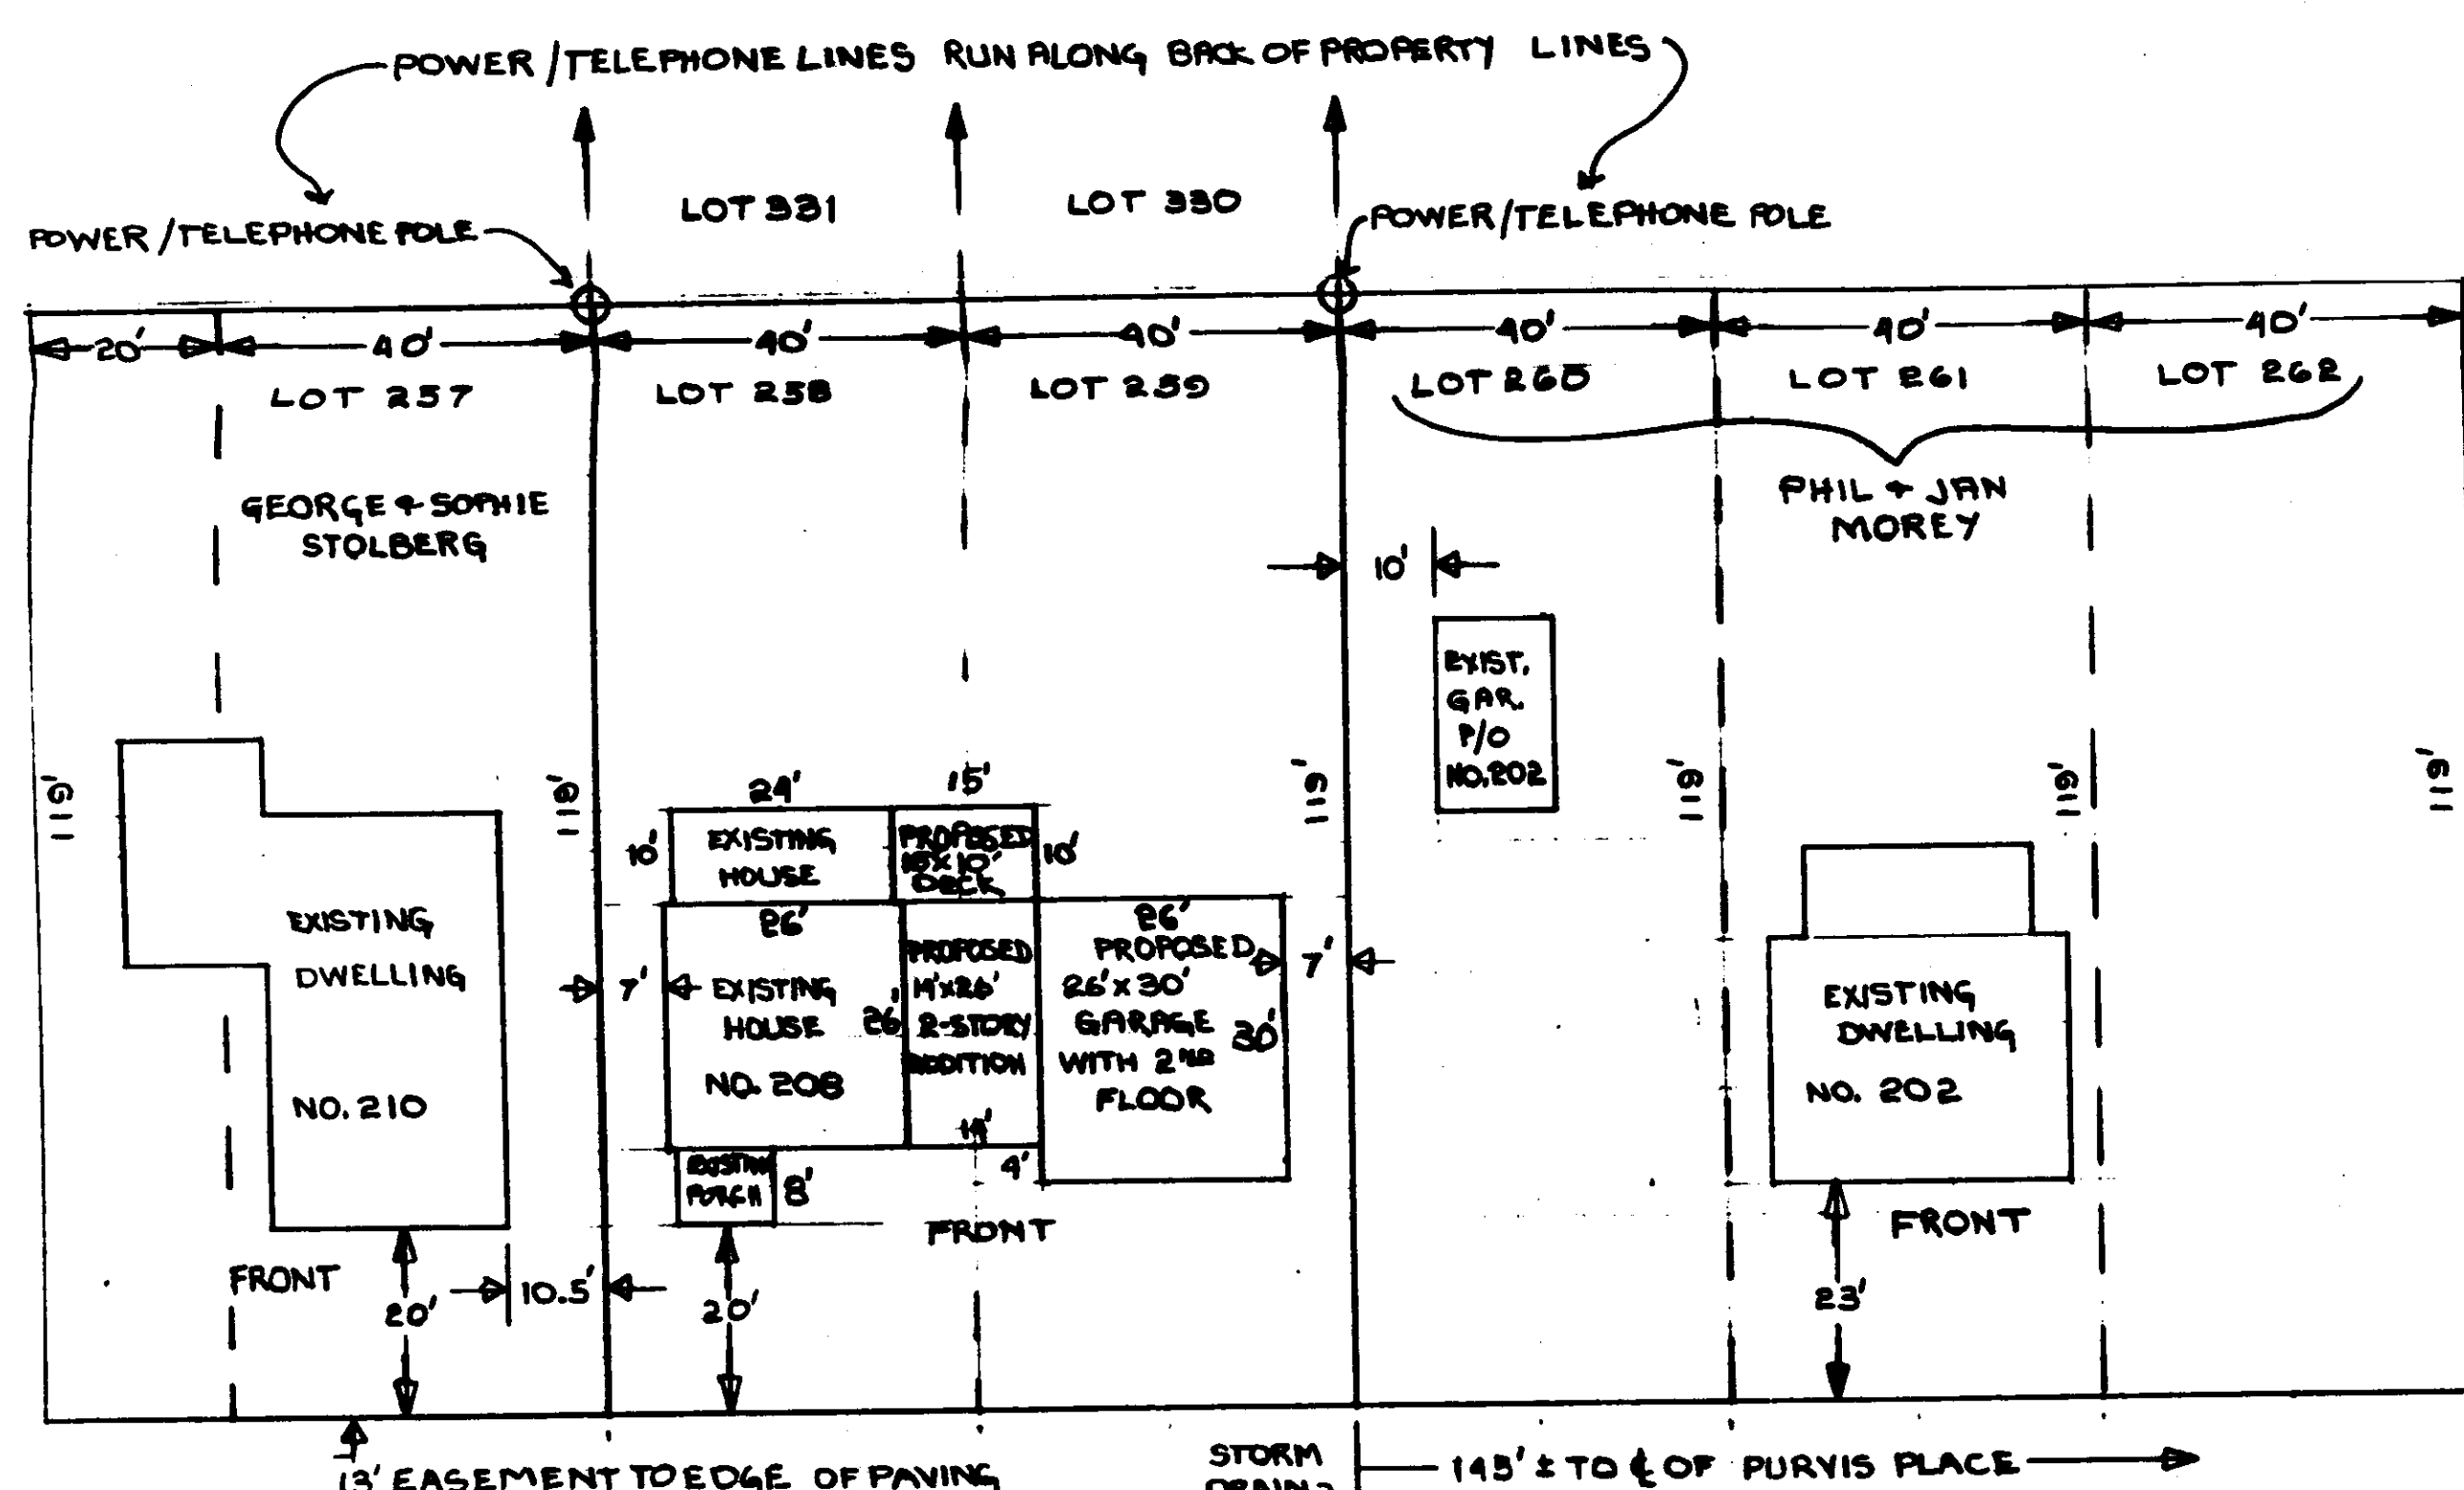 POWER/TELEPHONE LINES RUN ALONG BACK OF PROPERTY LINES
LOT 331
LOT 330
POWER/TELEPHONE POLE
POWER/TELEPHONE POLE
20'
40'
40'
40'
40'
40'
40'
LOT 257
LOT 258
LOT 259
LOT 260
LOT 261
LOT 262
GEORGE & SOPHIE
STOLBERG
PHIL & JAN
MOREY
10'
EXIST.
GAR.
P/O
NO. 202
119'
119'
119'
119'
119'
119'
24'
15'
10'
EXISTING
HOUSE
PROPOSED
15'X10'
DECK
10'
EXISTING
DWELLING
NO. 210
7'
26'
EXISTING
HOUSE
NO. 208
26'
PROPOSED
14'X26'
2-STORY
ADDITION
14'
26'
PROPOSED
26'X30'
GARAGE
WITH 2ND
FLOOR
30'
7'
4'
EXISTING
DWELLING
NO. 202
EXISTING
PORCH
8'
FRONT
FRONT
FRONT
20'
10.5'
20'
23'
13' EASEMENT TO EDGE OF PAVING
STORM
DRAIN
145' ± TO ℄ OF PURVIS PLACE